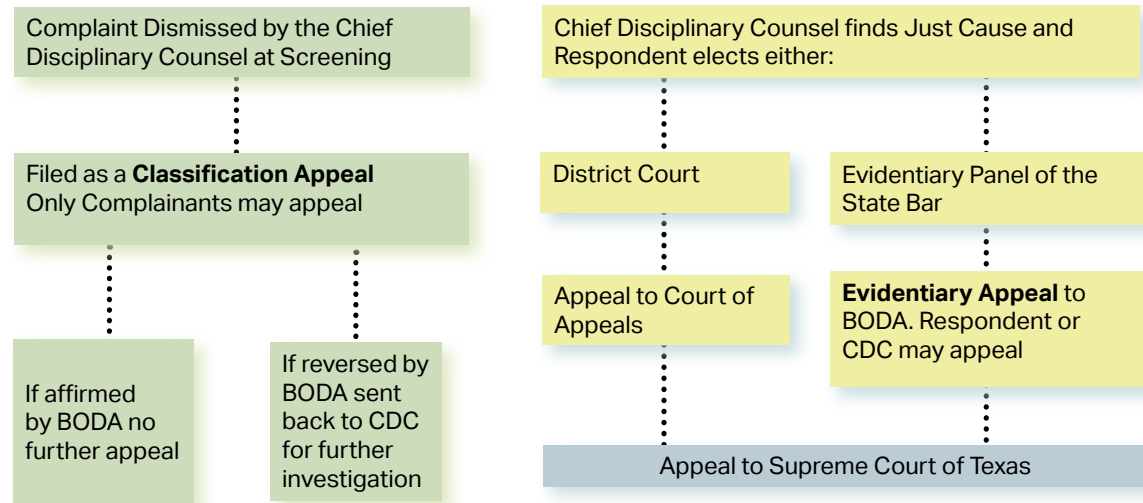 Complaint Dismissed by the Chief
Disciplinary Counsel at Screening
Filed as a Classification Appeal
Only Complainants may appeal
If affirmed
by BODA no
further appeal
If reversed by
BODA sent
back to CDC
for further
investigation
Chief Disciplinary Counsel finds Just Cause and
Respondent elects either:
District Court
Appeal to Court of
Appeals
Evidentiary Panel of the
State Bar
Evidentiary Appeal to
BODA. Respondent or
CDC may appeal
Appeal to Supreme Court of Texas